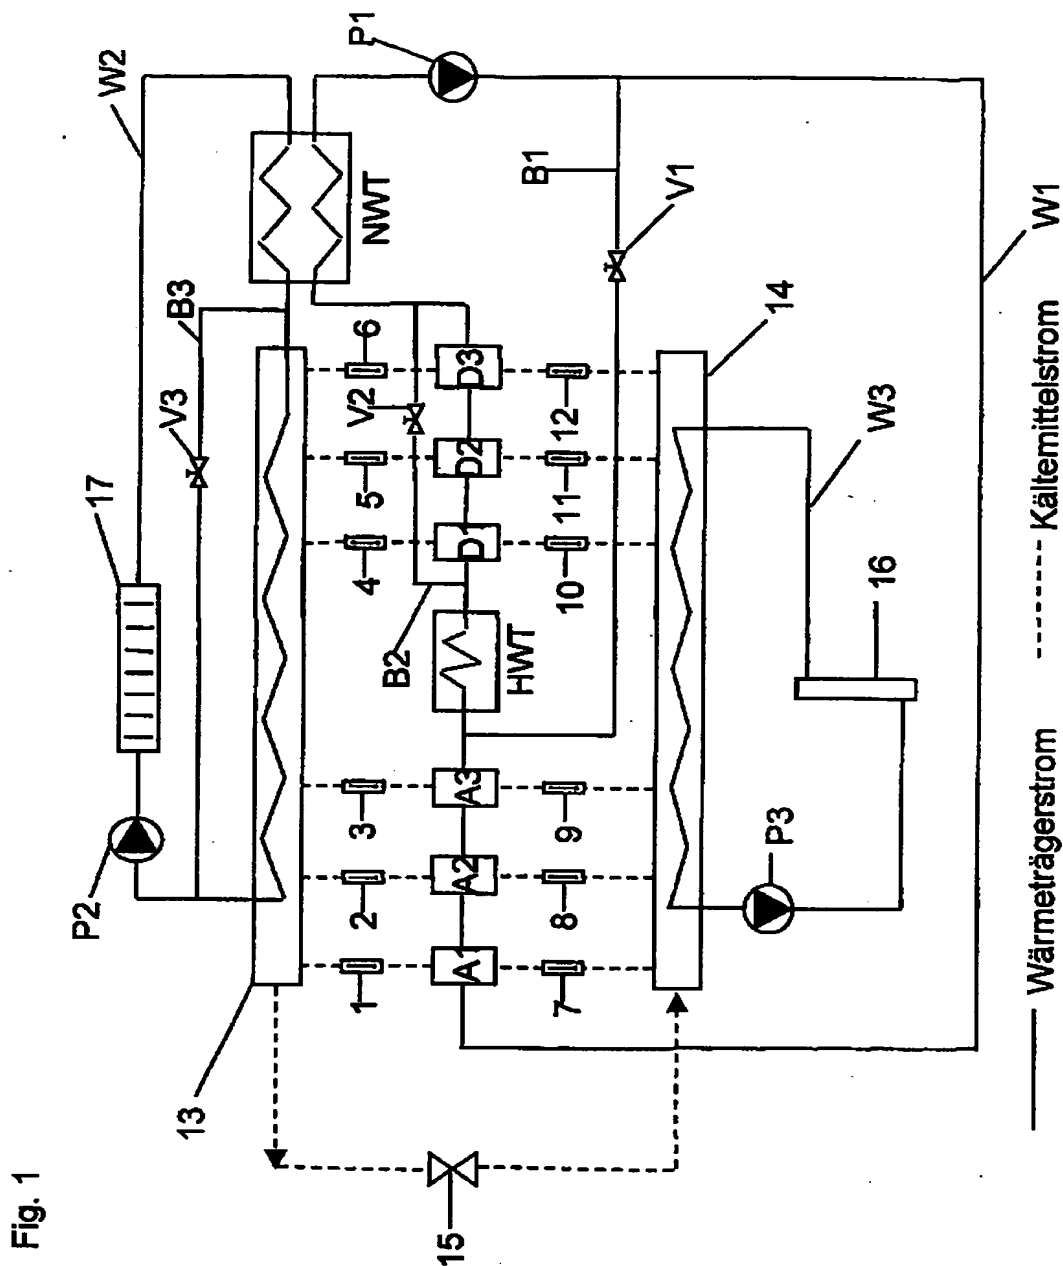 Fig. 1
P2
17
V3
B3
W2
13
NWT
P1
1
2
3
4
5
6
V2
B2
A1
A2
A3
HWT
D1
D2
D3
B1
V1
15
7
8
9
10
11
12
14
P3
16
W3
W1
Wärmeträgerstrom
Kältemittelstrom